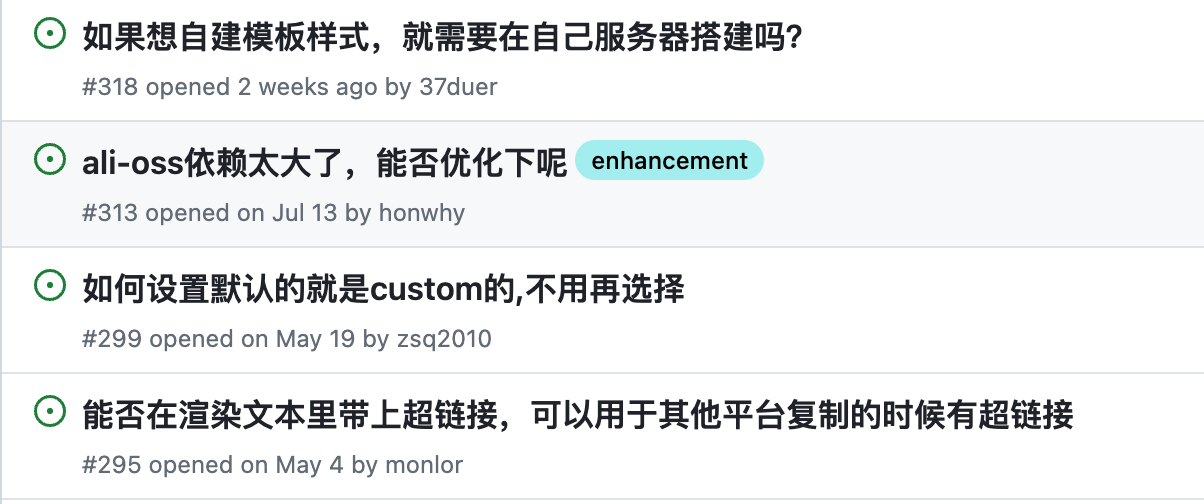 如果想自建模板样式，就需要在自己服务器搭建吗?
#318 opened 2 weeks ago by 37duer
ali-oss依赖太大了，能否优化下呢 enhancement
#313 opened on Jul 13 by honwhy
如何设置默认的就是custom的,不用再选择
#299 opened on May 19 by zsq2010
能否在渲染文本里带上超链接，可以用于其他平台复制的时候有超链接
#295 opened on May 4 by monlor